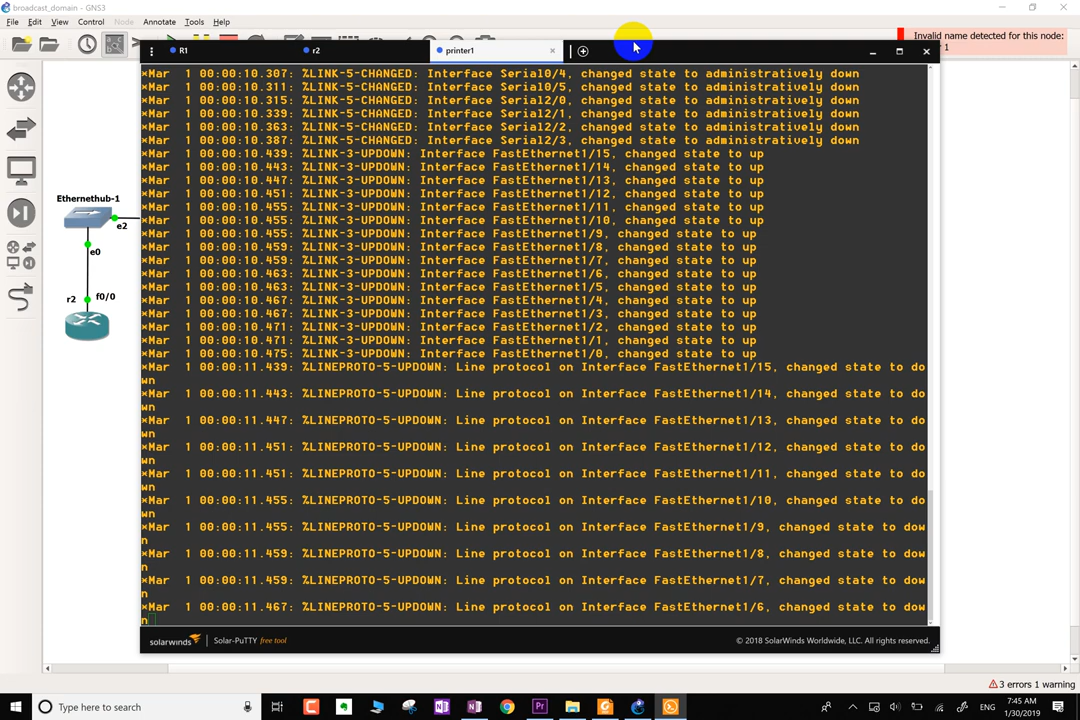 broadcast_domain - GNS3
File Edit View Control Annotate Tools Help
Invalid name detected for this node:
1
R1 r2 printer1
*Mar 1 00:00:10.307: %LINK-5-CHANGED: Interface Serial0/4, changed state to administratively down
*Mar 1 00:00:10.311: %LINK-5-CHANGED: Interface Serial0/5, changed state to administratively down
*Mar 1 00:00:10.315: %LINK-5-CHANGED: Interface Serial2/0, changed state to administratively down
*Mar 1 00:00:10.339: %LINK-5-CHANGED: Interface Serial2/1, changed state to administratively down
*Mar 1 00:00:10.363: %LINK-5-CHANGED: Interface Serial2/2, changed state to administratively down
*Mar 1 00:00:10.387: %LINK-5-CHANGED: Interface Serial2/3, changed state to administratively down
*Mar 1 00:00:10.439: %LINK-3-UPDOWN: Interface FastEthernet1/15, changed state to up
*Mar 1 00:00:10.443: %LINK-3-UPDOWN: Interface FastEthernet1/14, changed state to up
*Mar 1 00:00:10.447: %LINK-3-UPDOWN: Interface FastEthernet1/13, changed state to up
*Mar 1 00:00:10.451: %LINK-3-UPDOWN: Interface FastEthernet1/12, changed state to up
*Mar 1 00:00:10.455: %LINK-3-UPDOWN: Interface FastEthernet1/11, changed state to up
*Mar 1 00:00:10.455: %LINK-3-UPDOWN: Interface FastEthernet1/10, changed state to up
*Mar 1 00:00:10.455: %LINK-3-UPDOWN: Interface FastEthernet1/9, changed state to up
*Mar 1 00:00:10.459: %LINK-3-UPDOWN: Interface FastEthernet1/8, changed state to up
*Mar 1 00:00:10.459: %LINK-3-UPDOWN: Interface FastEthernet1/7, changed state to up
*Mar 1 00:00:10.463: %LINK-3-UPDOWN: Interface FastEthernet1/6, changed state to up
*Mar 1 00:00:10.463: %LINK-3-UPDOWN: Interface FastEthernet1/5, changed state to up
*Mar 1 00:00:10.467: %LINK-3-UPDOWN: Interface FastEthernet1/4, changed state to up
*Mar 1 00:00:10.467: %LINK-3-UPDOWN: Interface FastEthernet1/3, changed state to up
*Mar 1 00:00:10.471: %LINK-3-UPDOWN: Interface FastEthernet1/2, changed state to up
*Mar 1 00:00:10.471: %LINK-3-UPDOWN: Interface FastEthernet1/1, changed state to up
*Mar 1 00:00:10.475: %LINK-3-UPDOWN: Interface FastEthernet1/0, changed state to up
*Mar 1 00:00:11.439: %LINEPROTO-5-UPDOWN: Line protocol on Interface FastEthernet1/15, changed state to do
wn
*Mar 1 00:00:11.443: %LINEPROTO-5-UPDOWN: Line protocol on Interface FastEthernet1/14, changed state to do
wn
*Mar 1 00:00:11.447: %LINEPROTO-5-UPDOWN: Line protocol on Interface FastEthernet1/13, changed state to do
wn
*Mar 1 00:00:11.451: %LINEPROTO-5-UPDOWN: Line protocol on Interface FastEthernet1/12, changed state to do
wn
*Mar 1 00:00:11.451: %LINEPROTO-5-UPDOWN: Line protocol on Interface FastEthernet1/11, changed state to do
wn
*Mar 1 00:00:11.455: %LINEPROTO-5-UPDOWN: Line protocol on Interface FastEthernet1/10, changed state to do
wn
*Mar 1 00:00:11.455: %LINEPROTO-5-UPDOWN: Line protocol on Interface FastEthernet1/9, changed state to dow
n
*Mar 1 00:00:11.459: %LINEPROTO-5-UPDOWN: Line protocol on Interface FastEthernet1/8, changed state to dow
n
*Mar 1 00:00:11.459: %LINEPROTO-5-UPDOWN: Line protocol on Interface FastEthernet1/7, changed state to dow
n
*Mar 1 00:00:11.467: %LINEPROTO-5-UPDOWN: Line protocol on Interface FastEthernet1/6, changed state to dow
n
Ethernethub-1
e2
e0
r2 f0/0
solarwinds Solar-PuTTY free tool © 2018 SolarWinds Worldwide, LLC. All rights reserved.
3 errors 1 warning
Type here to search
ENG
7:45 AM
1/30/2019